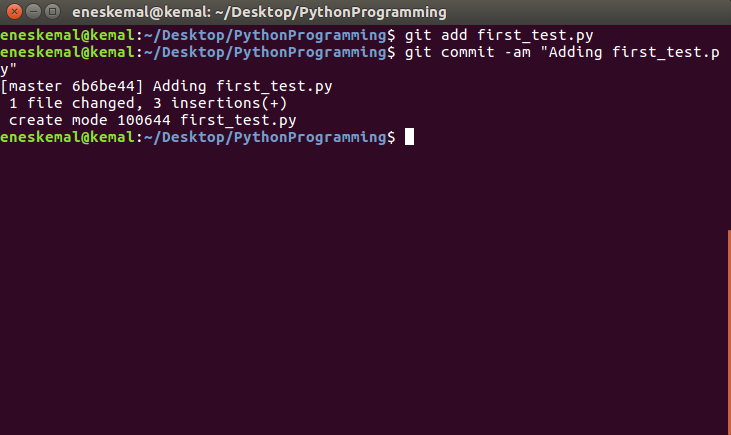 eneskemal@kemal: ~/Desktop/PythonProgramming
eneskemal@kemal:~/Desktop/PythonProgramming$ git add first_test.py
eneskemal@kemal:~/Desktop/PythonProgramming$ git commit -am "Adding first_test.p
y"
[master 6b6be44] Adding first_test.py
 1 file changed, 3 insertions(+)
 create mode 100644 first_test.py
eneskemal@kemal:~/Desktop/PythonProgramming$